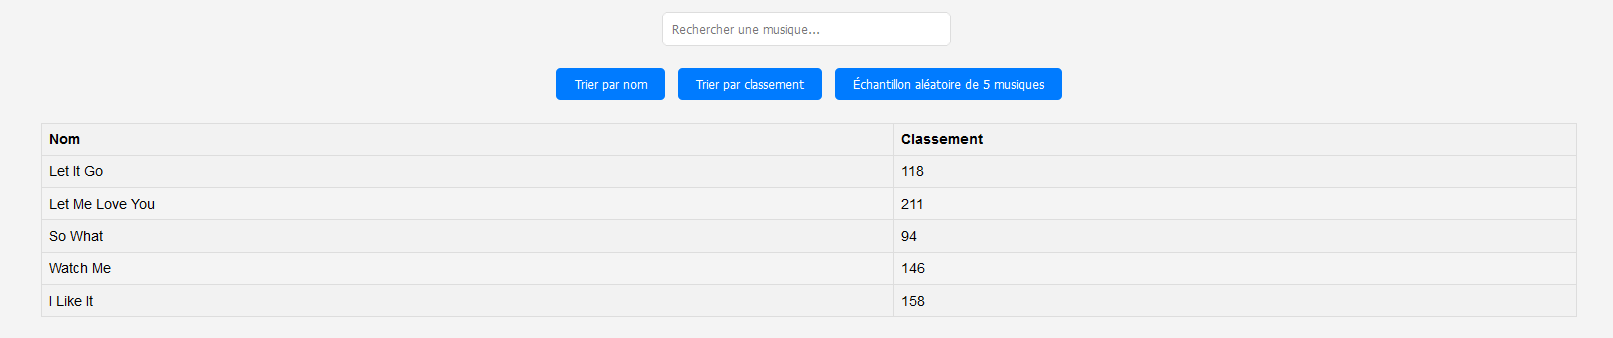 Rechercher une musique...
Trier par nom Trier par classement Échantillon aléatoire de 5 musiques
Nom Classement
Let It Go 118
Let Me Love You 211
So What 94
Watch Me 146
I Like It 158